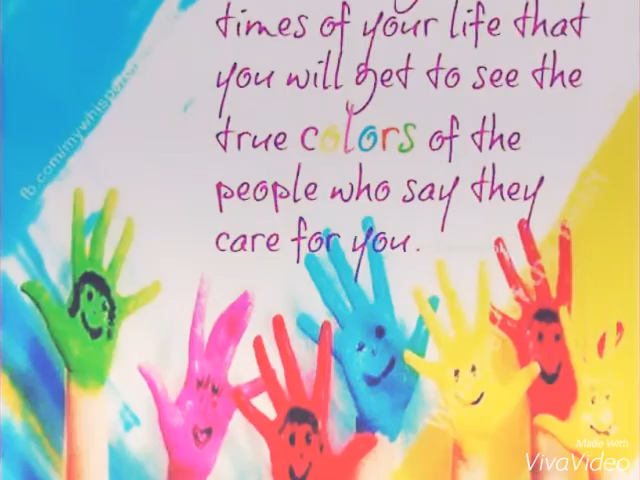 times of your life that
you will get to see the
true colors of the
people who say they
care for you.
fb.com/mywhispe
Made With
VivaVideo